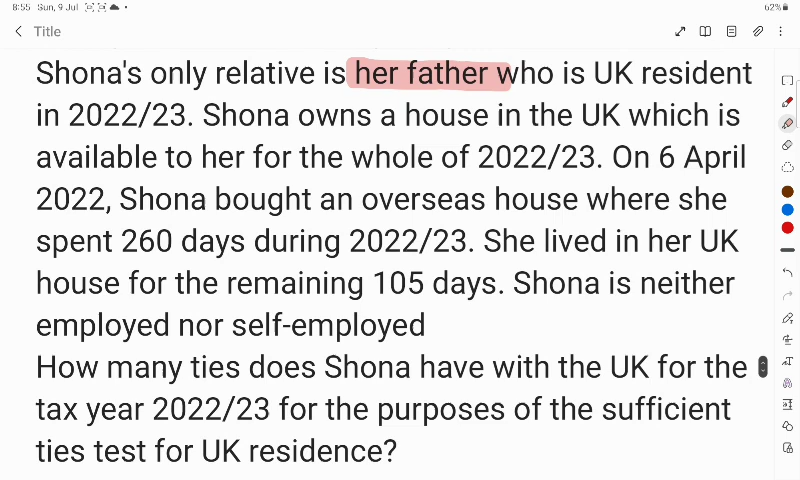 8:55 Sun, 9 Jul
62%
Title
Shona's only relative is her father who is UK resident
in 2022/23. Shona owns a house in the UK which is
available to her for the whole of 2022/23. On 6 April
2022, Shona bought an overseas house where she
spent 260 days during 2022/23. She lived in her UK
house for the remaining 105 days. Shona is neither
employed nor self-employed
How many ties does Shona have with the UK for the
tax year 2022/23 for the purposes of the sufficient
ties test for UK residence?